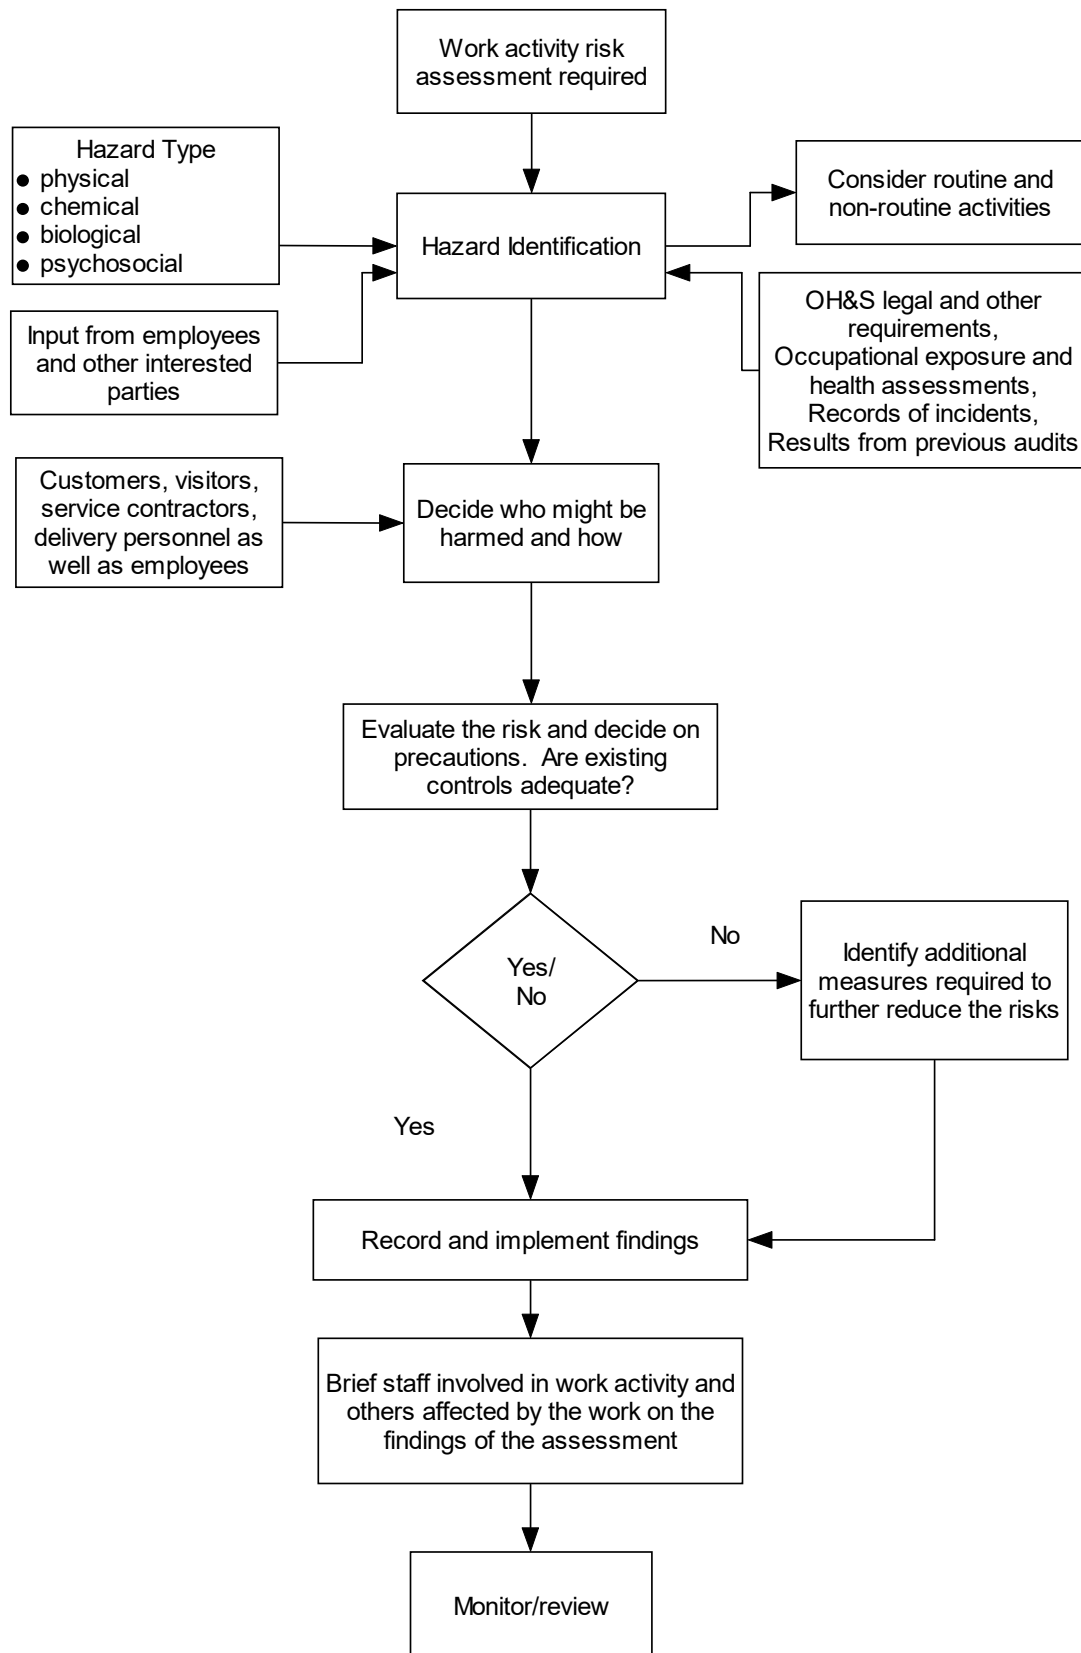 Work activity risk
assessment required
Hazard Type
● physical
● chemical
● biological
● psychosocial
Consider routine and
non-routine activities
Hazard Identification
Input from employees
and other interested
parties
OH&S legal and other
requirements,
Occupational exposure and
health assessments,
Records of incidents,
Results from previous audits
Customers, visitors,
service contractors,
delivery personnel as
well as employees
Decide who might be
harmed and how
Evaluate the risk and decide on
precautions.  Are existing
controls adequate?
Yes/
No
No
Identify additional
measures required to
further reduce the risks
Yes
Record and implement findings
Brief staff involved in work activity and
others affected by the work on the
findings of the assessment
Monitor/review